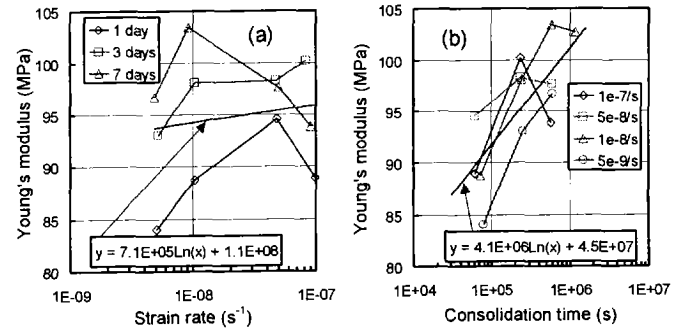 (a)
1 day
3 days
7 days
Young's modulus (MPa)
105
100
95
90
85
80
y = 7.1E+05Ln(x) + 1.1E+08
1E-09
1E-08
1E-07
Strain rate (s⁻¹)
(b)
Young's modulus (MPa)
105
100
95
90
85
80
1e-7/s
5e-8/s
1e-8/s
5e-9/s
y = 4.1E+06Ln(x) + 4.5E+07
1E+04
1E+05
1E+06
1E+07
Consolidation time (s)